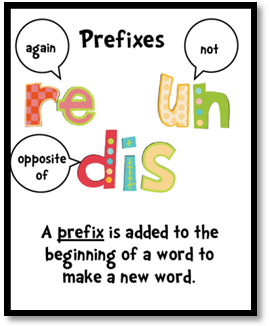 Prefixes
again
not
re
un
opposite
of
dis
A prefix is added to the
beginning of a word to
make a new word.